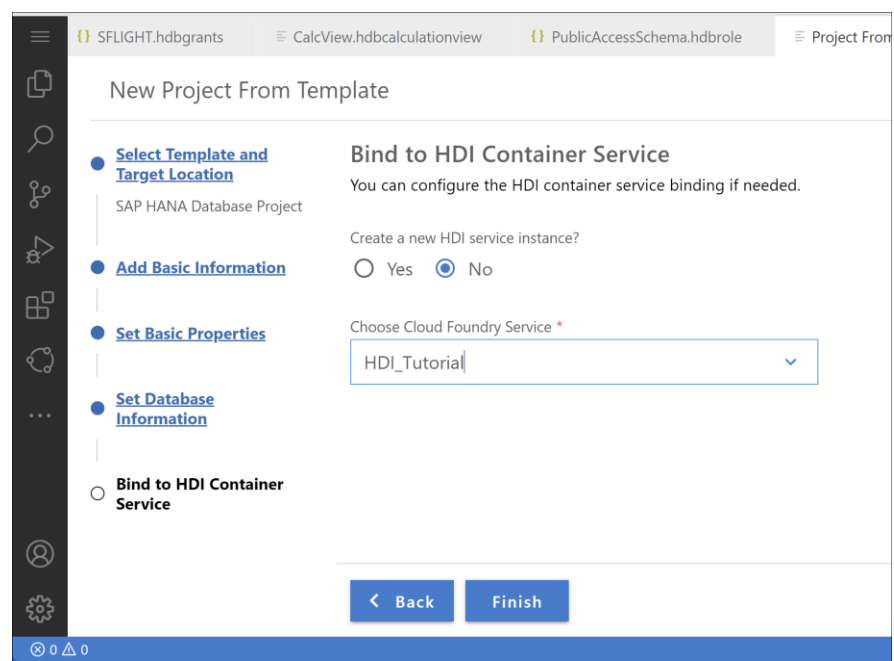 SFLIGHT.hdbgrants
CalcView.hdbcalculationview
{} PublicAccessSchema.hdbrole
Project From
New Project From Template
Select Template and
Target Location
SAP HANA Database Project
Add Basic Information
Set Basic Properties
Set Database
Information
Bind to HDI Container
Service
Bind to HDI Container Service
You can configure the HDI container service binding if needed.
Create a new HDI service instance?
Yes No
Choose Cloud Foundry Service *
HDI_Tutorial
Back
Finish
0 0